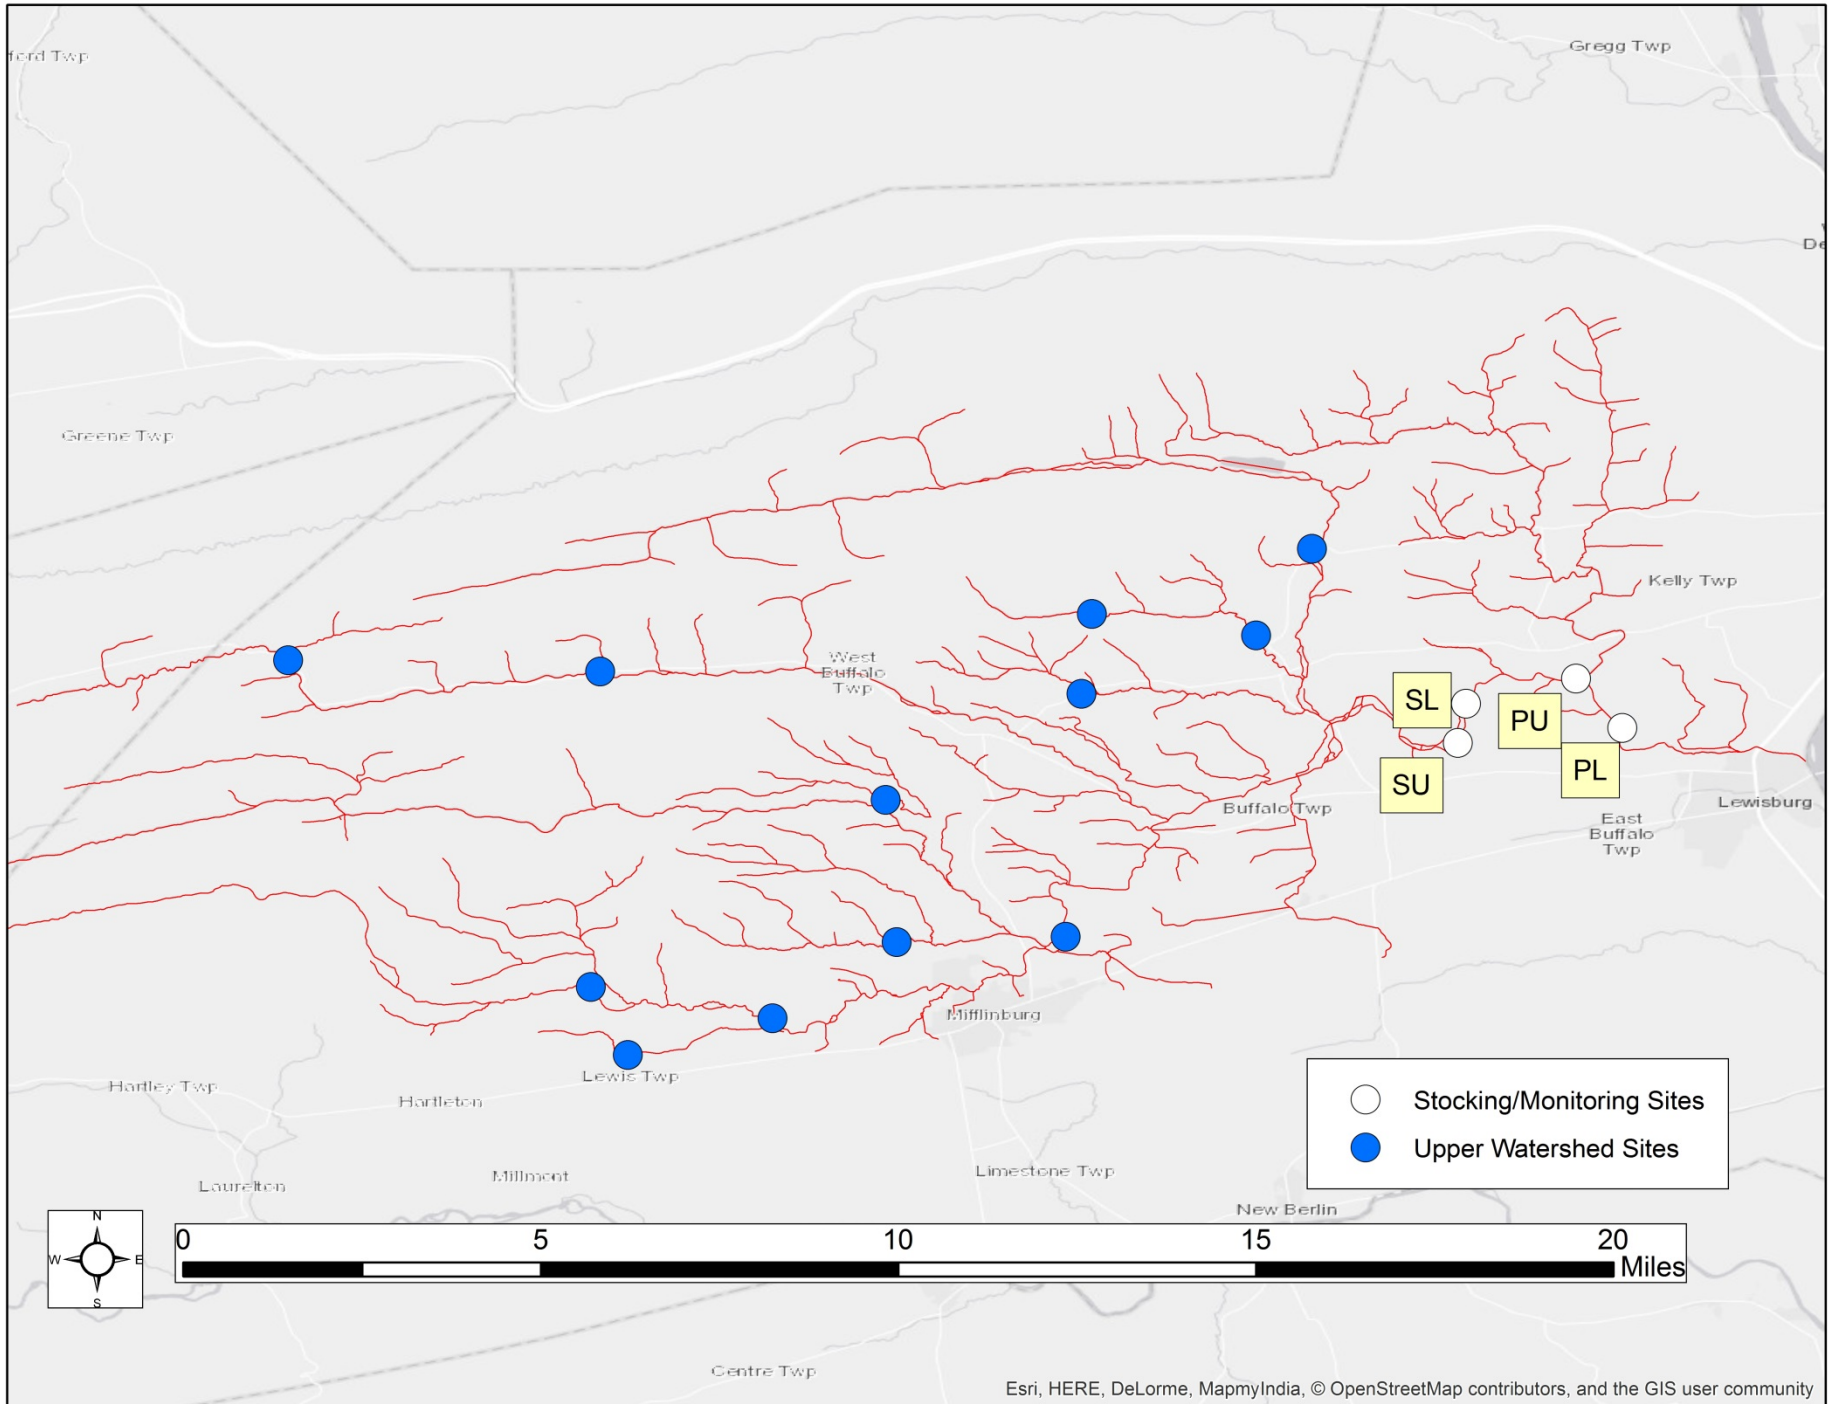 ford Twp
Gregg Twp
De
Greene Twp
Kelly Twp
West
Buffalo
Twp
SL
PU
PL
SU
Buffalo Twp
Lewisburg
East
Buffalo
Twp
Mifflinburg
Lewis Twp
Hartley Twp
Hartleton
Stocking/Monitoring Sites
Upper Watershed Sites
Limestone Twp
Millmont
Laurelton
New Berlin
N
W E
S
0 5 10 15 20
Miles
Centre Twp
Esri, HERE, DeLorme, MapmyIndia, © OpenStreetMap contributors, and the GIS user community